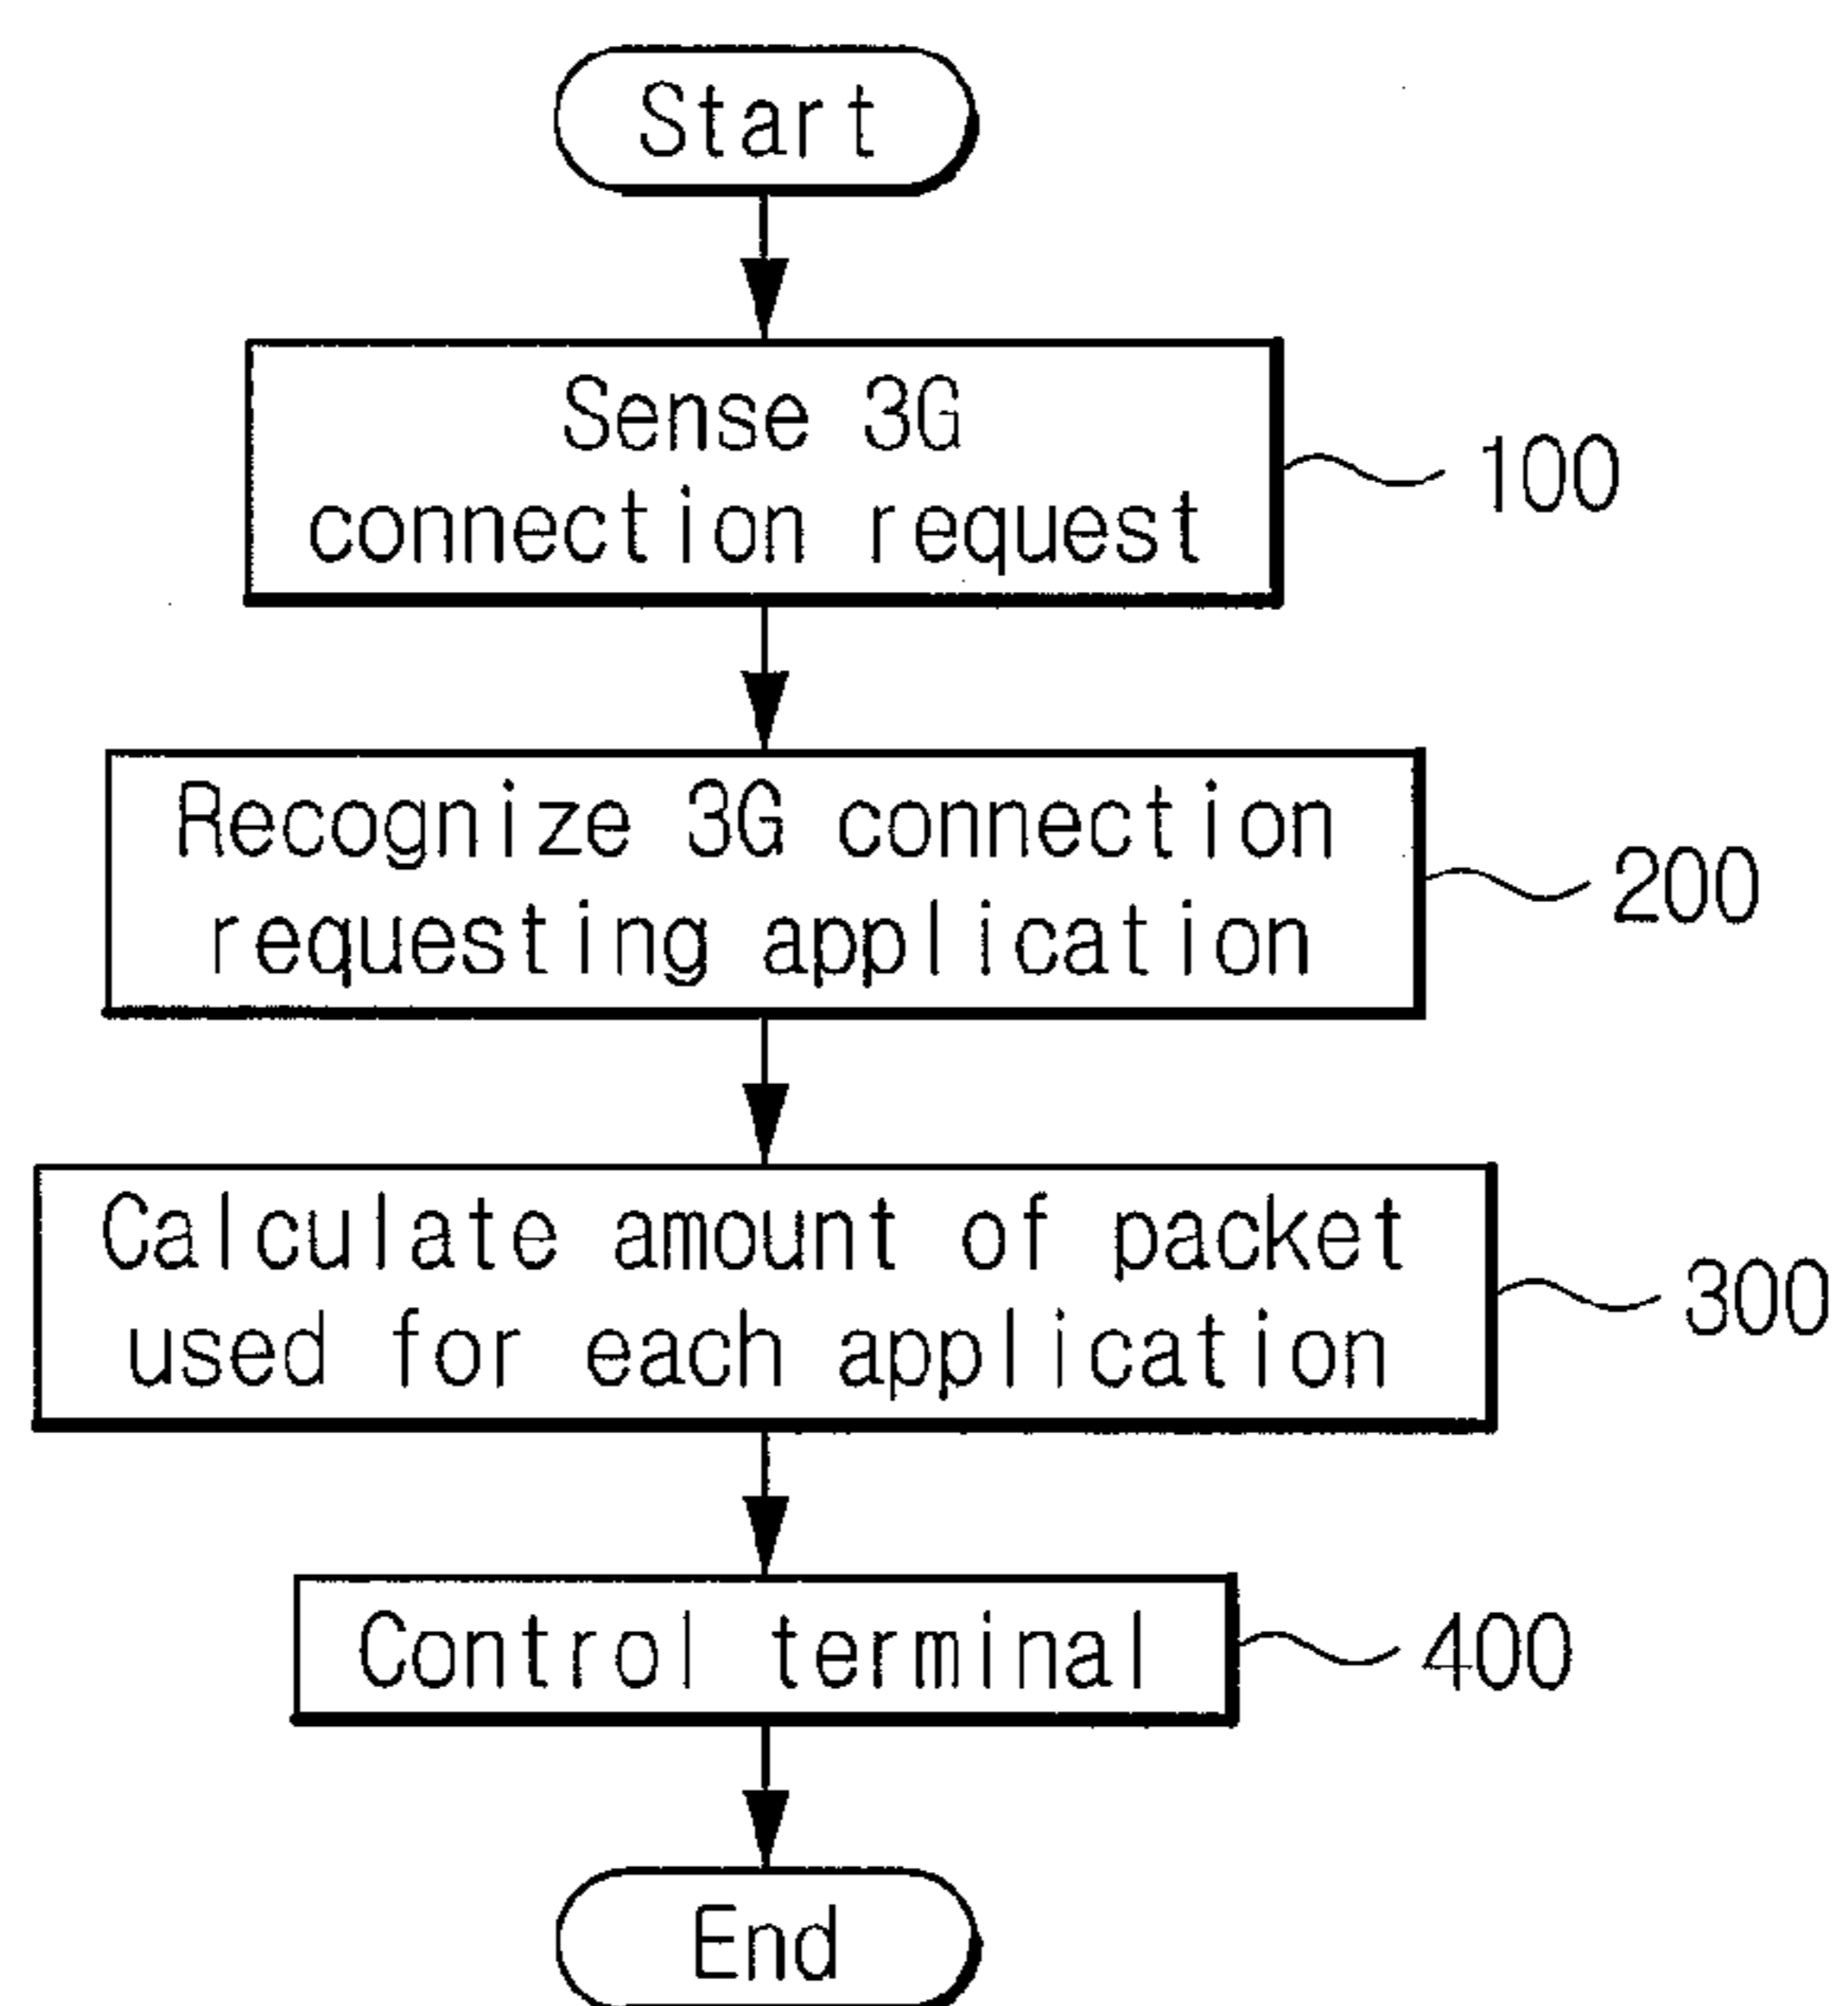 Start
Sense 3G
connection request
100
Recognize 3G connection
requesting application
200
Calculate amount of packet
used for each application
300
Control terminal
400
End